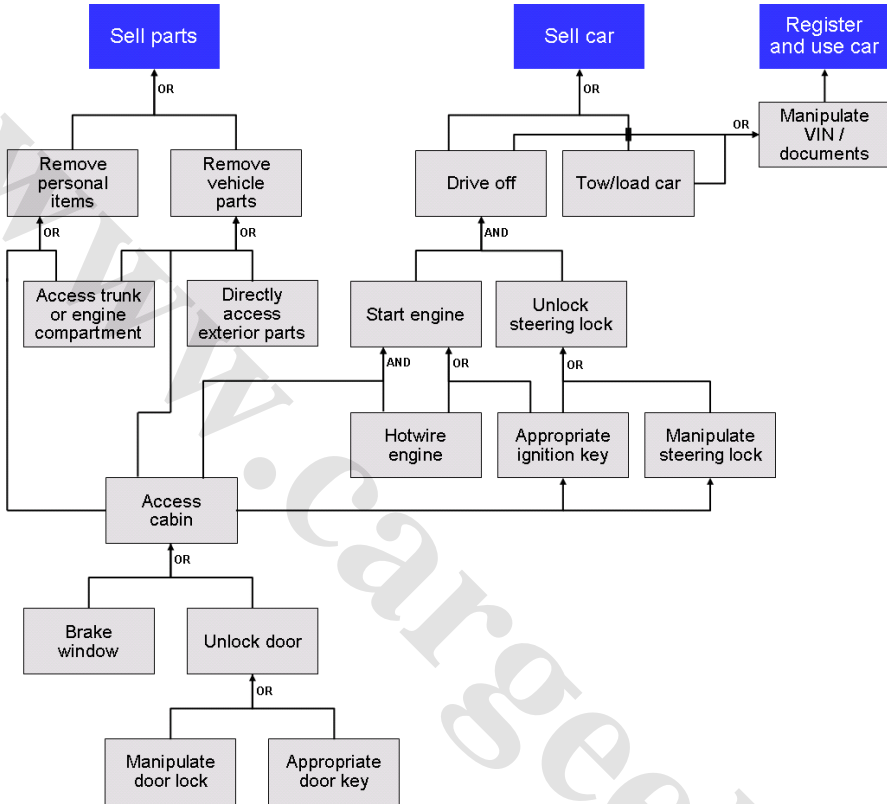 Sell parts
Sell car
Register
and use car
OR
OR
Manipulate
VIN /
documents
OR
Remove
personal
items
Remove
vehicle
parts
Drive off
Tow/load car
OR
OR
AND
Access trunk
or engine
compartment
Directly
access
exterior parts
Start engine
Unlock
steering lock
AND
OR
OR
Hotwire
engine
Appropriate
ignition key
Manipulate
steering lock
Access
cabin
OR
Brake
window
Unlock door
OR
Manipulate
door lock
Appropriate
door key
www.cargee